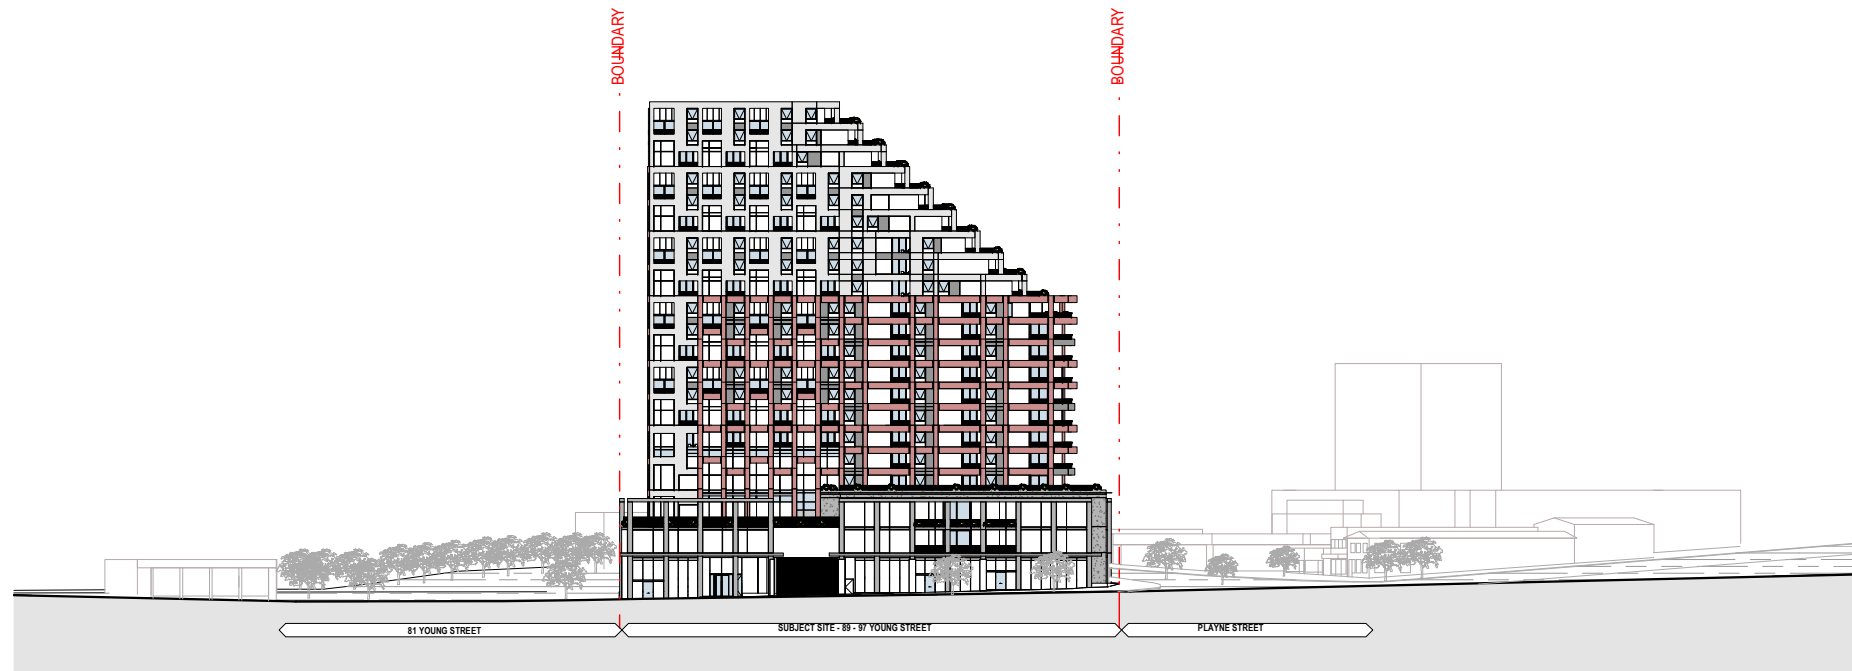 BOUNDARY
BOUNDARY
81 YOUNG STREET
SUBJECT SITE - 89 - 97 YOUNG STREET
PLAYNE STREET